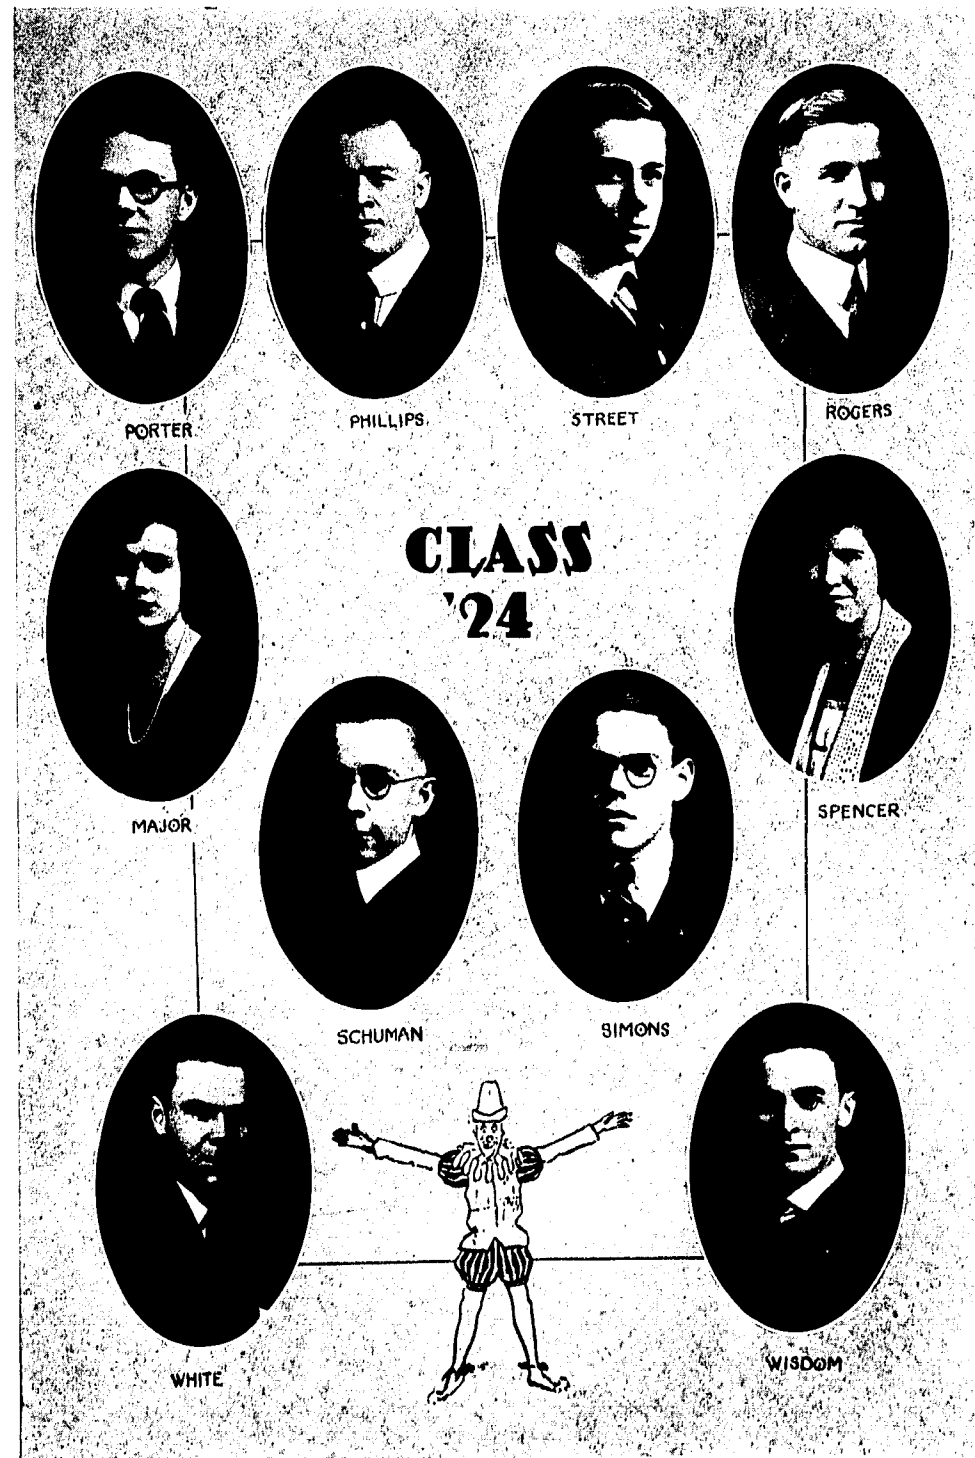 PORTER
PHILLIPS
STREET
ROGERS
CLASS
'24
MAJOR
SPENCER
SCHUMAN
SIMONS
WHITE
WISDOM